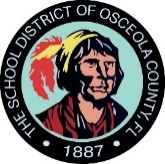 THE SCHOOL DISTRICT OF OSCEOLA COUNTY, FL
• 1887 •